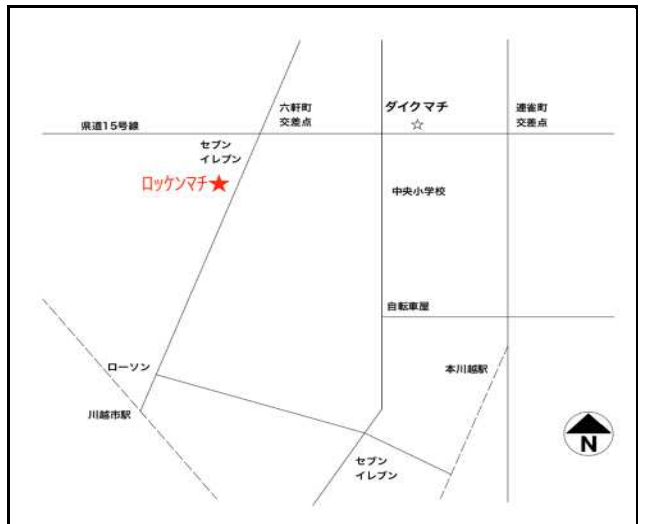 六軒町
交差点
ダイクマチ
☆
連雀町
交差点
県道15号線
セブン
イレブン
ロッケンマチ★
中央小学校
自転車屋
ローソン
本川越駅
川越市駅
N
セブン
イレブン